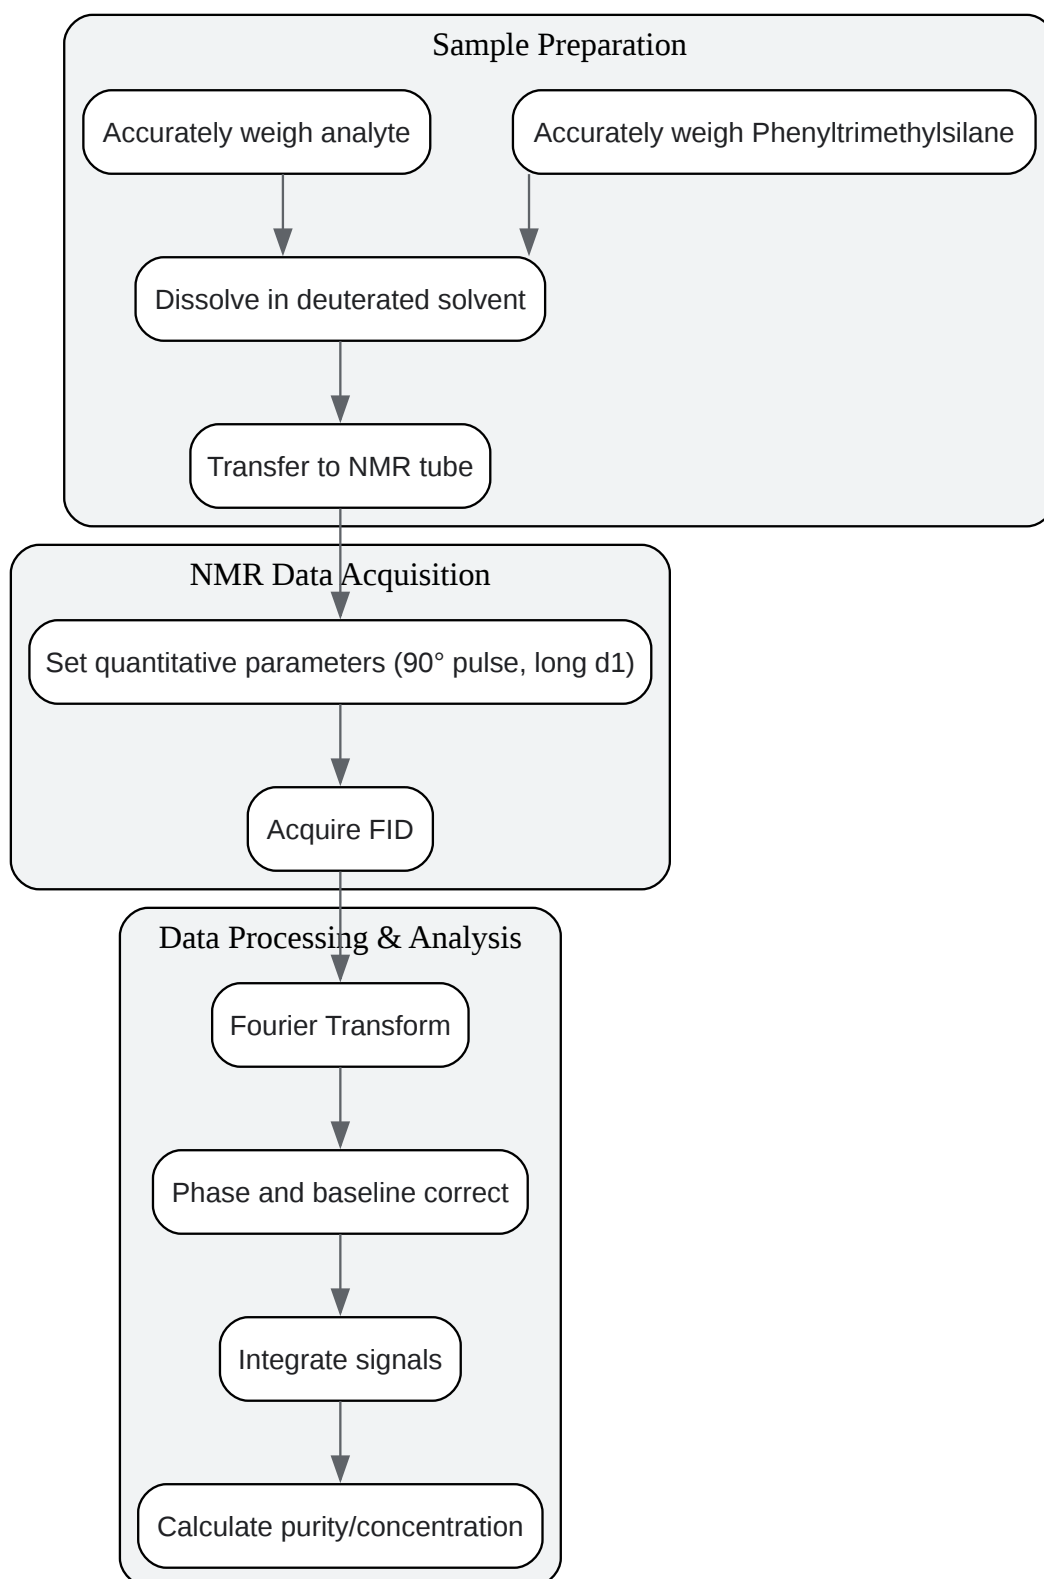 Sample Preparation
Accurately weigh analyte
Accurately weigh Phenyltrimethylsilane
Dissolve in deuterated solvent
Transfer to NMR tube
NMR Data Acquisition
Set quantitative parameters (90° pulse, long d1)
Acquire FID
Data Processing & Analysis
Fourier Transform
Phase and baseline correct
Integrate signals
Calculate purity/concentration